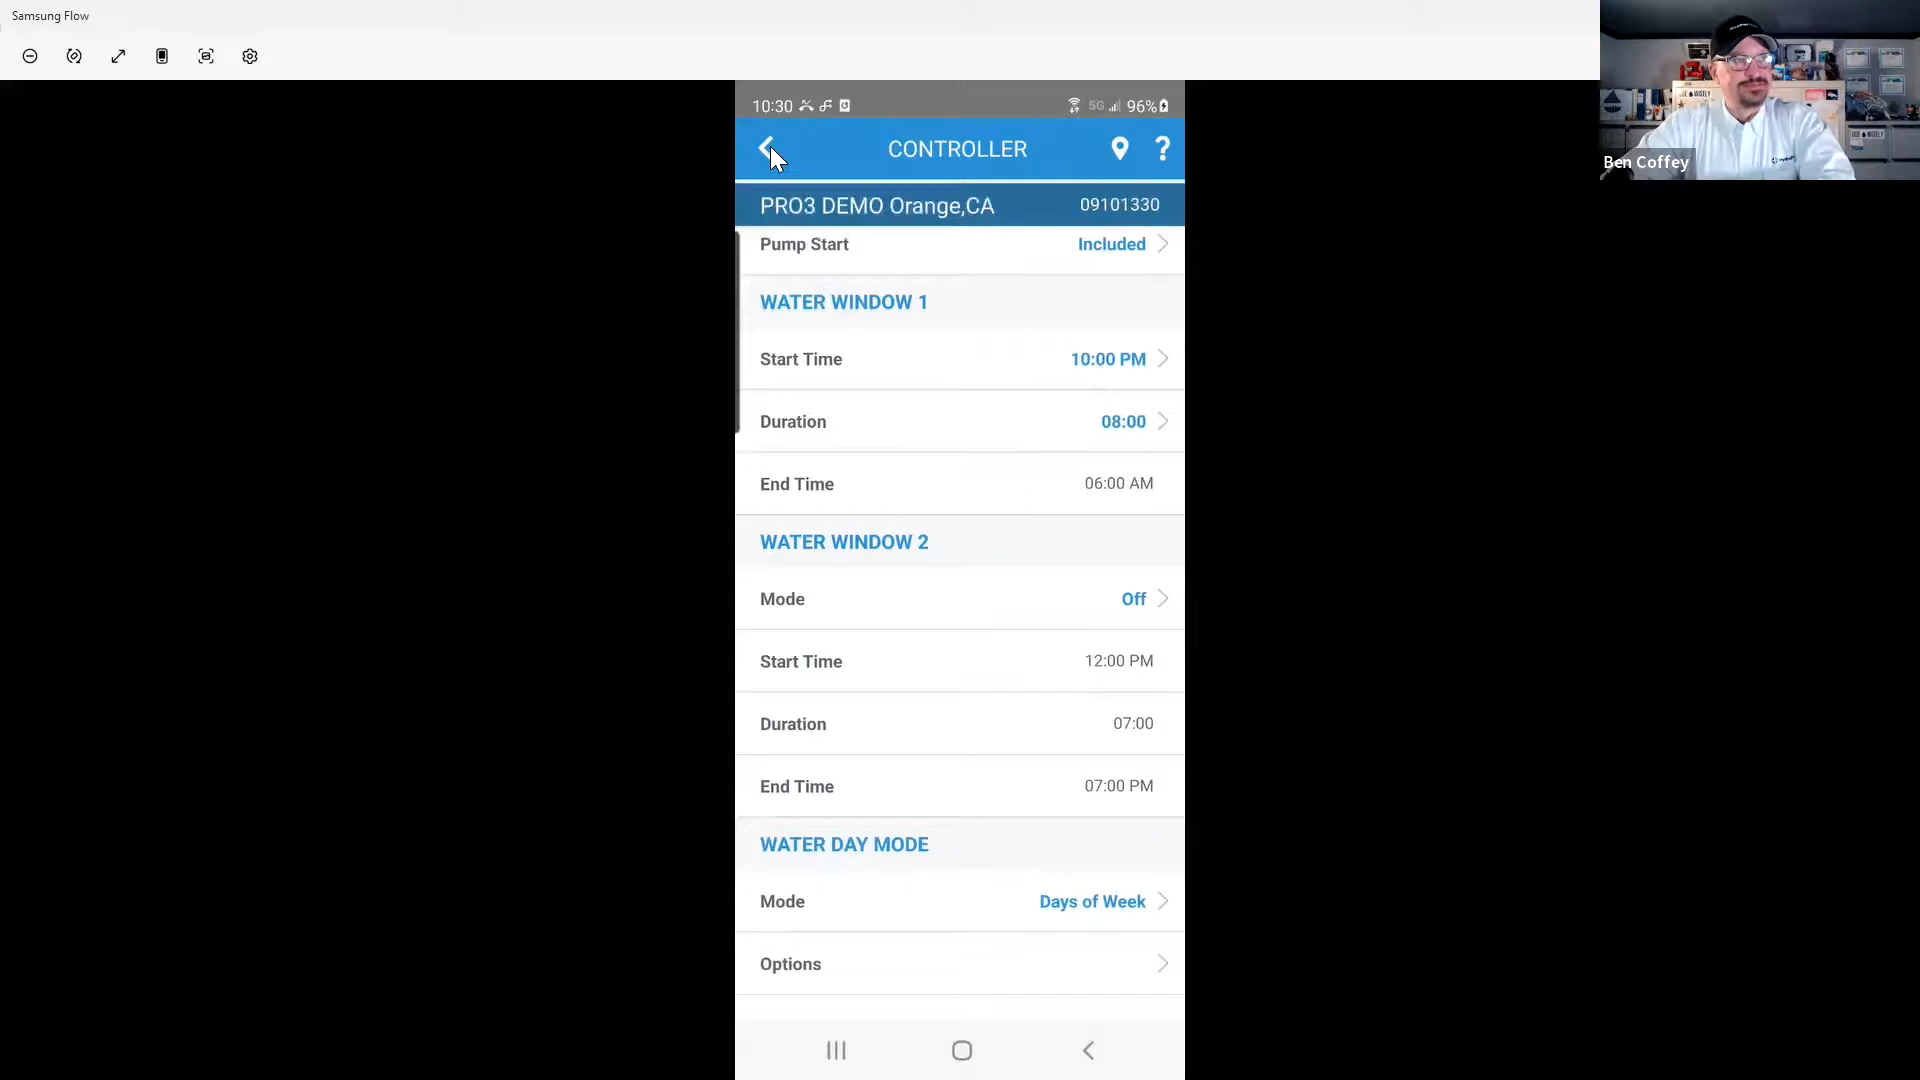 Samsung Flow
10:30 5G 96%
CONTROLLER ?
PRO3 DEMO Orange,CA 09101330
Pump Start Included
WATER WINDOW 1
Start Time 10:00 PM
Duration 08:00
End Time 06:00 AM
WATER WINDOW 2
Mode Off
Start Time 12:00 PM
Duration 07:00
End Time 07:00 PM
WATER DAY MODE
Mode Days of Week
Options
Ben Coffey